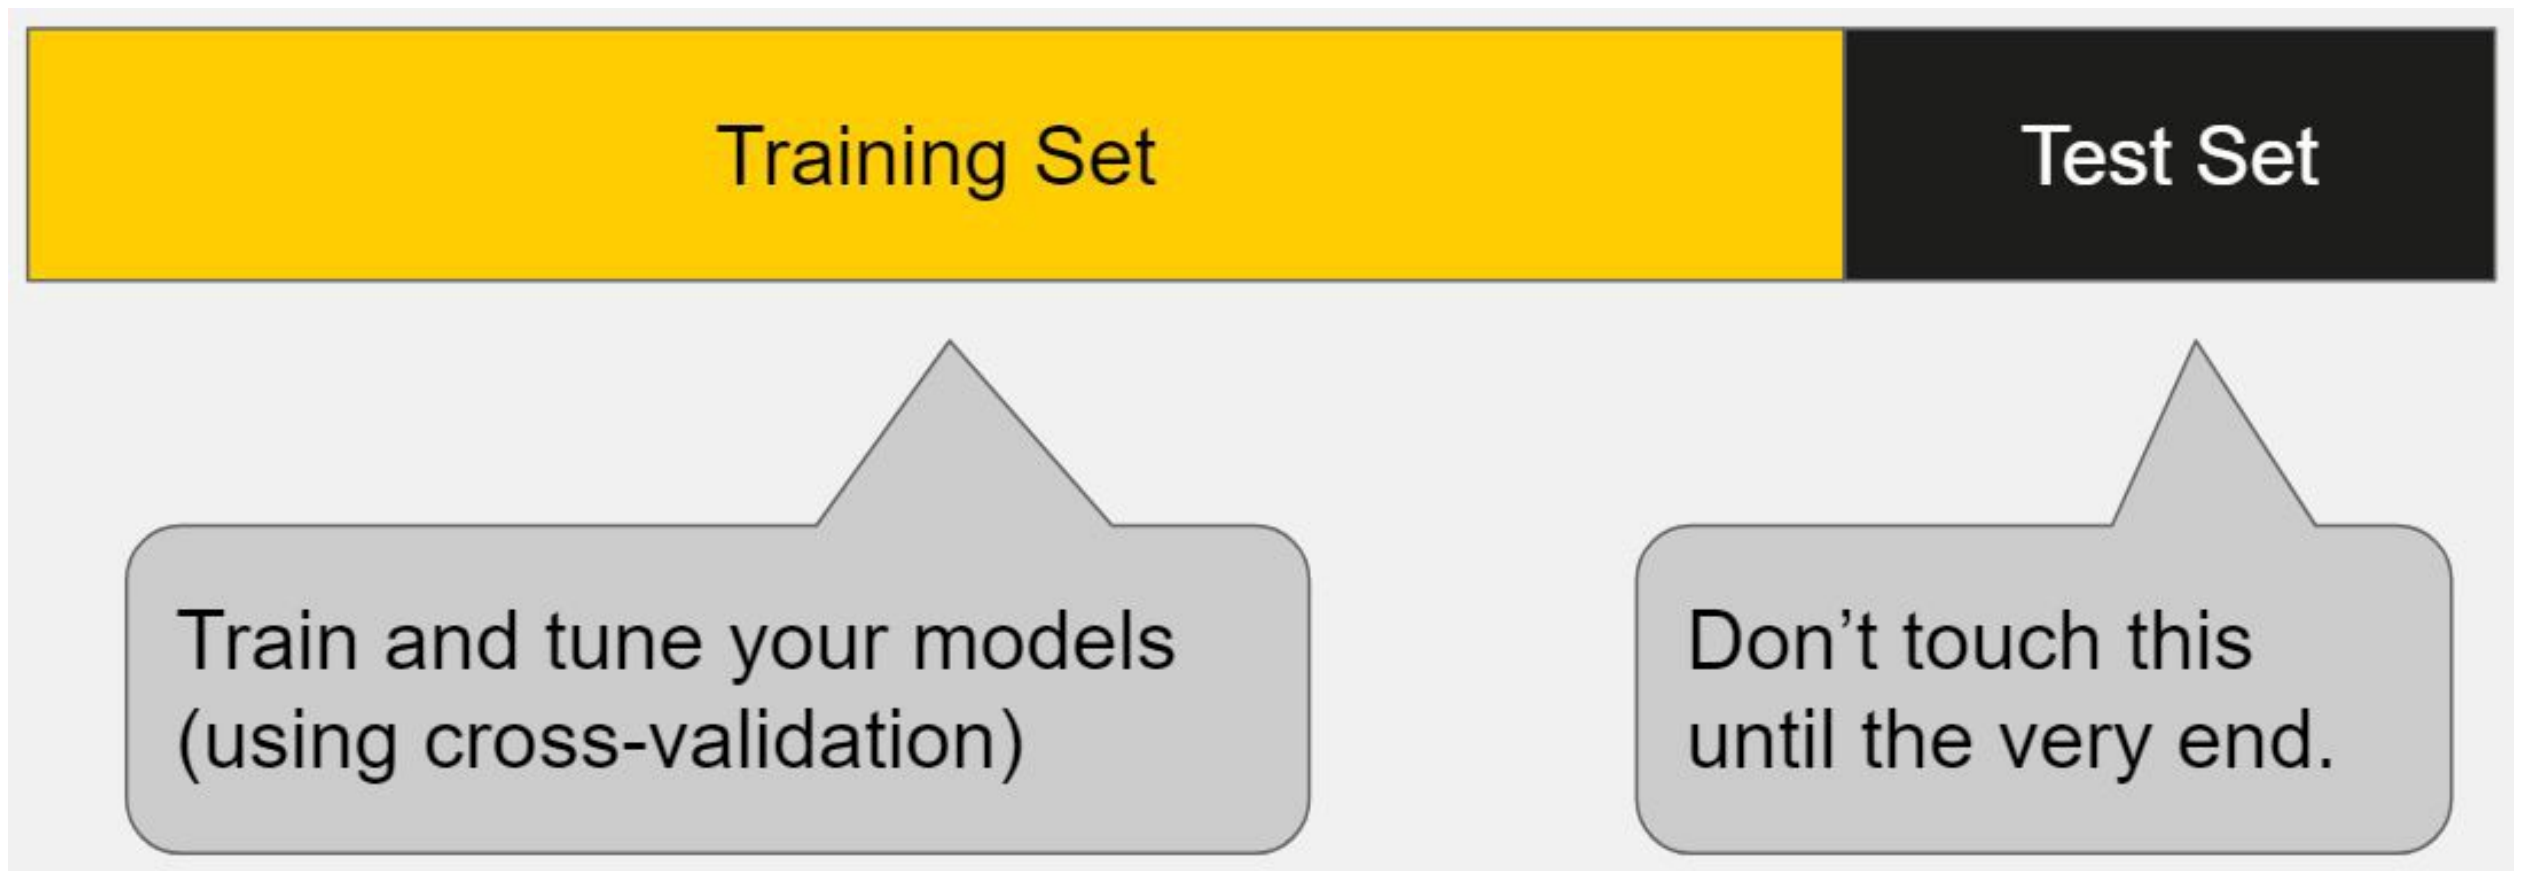 Training Set
Test Set
Train and tune your models
(using cross-validation)
Don’t touch this
until the very end.